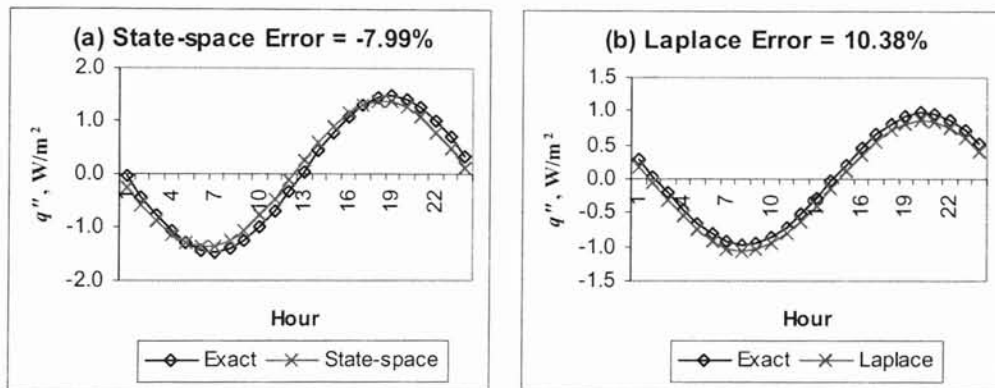 (a) State-space Error = -7.99%
2.0
1.0
0.0
-1.0
-2.0
q", W/m²
1 4 7 10 13 16 19 22
Hour
Exact State-space
(b) Laplace Error = 10.38%
1.5
1.0
0.5
0.0
-0.5
-1.0
-1.5
q", W/m²
1 4 7 10 13 16 19 22
Hour
Exact Laplace